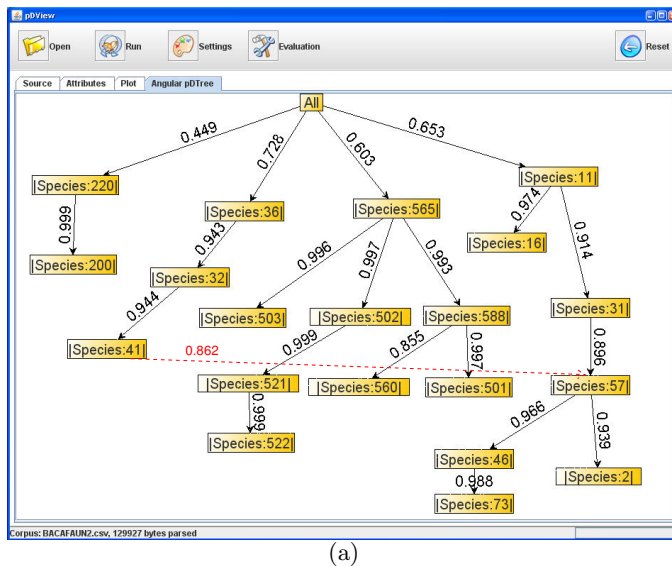 pDView
Open Run Settings Evaluation Reset
Source Attributes Plot Angular pDTree
All
0.449 0.728 0.603 0.653
|Species:220| |Species:36| |Species:565| |Species:11|
0.999 0.943 0.996 0.997 0.993 0.974 0.914
|Species:200| |Species:32| |Species:16|
0.944 |Species:503| |Species:502| |Species:588| |Species:31|
|Species:41| 0.862 0.999 0.855 0.997 0.896
|Species:521| |Species:560| |Species:501| |Species:57|
0.999 0.966 0.939
|Species:522| |Species:46| |Species:2|
0.988
|Species:73|
Corpus: BACAFAUN2.csv, 129927 bytes parsed
(a)